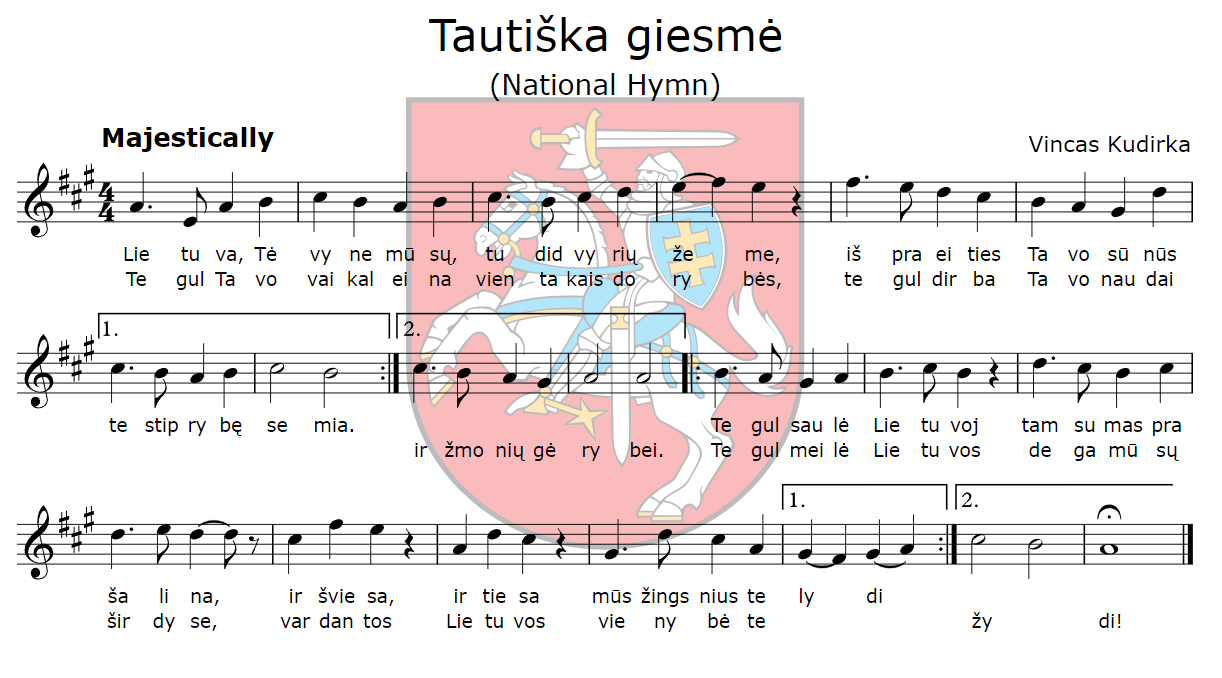 Tautiška giesmė
(National Hymn)
Majestically
Vincas Kudirka
4
4
Lie tu va, Tė vy ne mū sų, tu did vy rių že me, iš pra ei ties Ta vo sū nūs
Te gul Ta vo vai kal ei na vien ta kais do ry bės, te gul dir ba Ta vo nau dai
1. 2.
te stip ry bę se mia. Te gul sau lė Lie tu voj tam su mas pra
ir žmo nių gė ry bei. Te gul mei lė Lie tu vos de ga mū sų
1. 2.
ša li na, ir švie sa, ir tie sa mūs žings nius te ly di
šir dy se, var dan tos Lie tu vos vie ny bė te žy di!